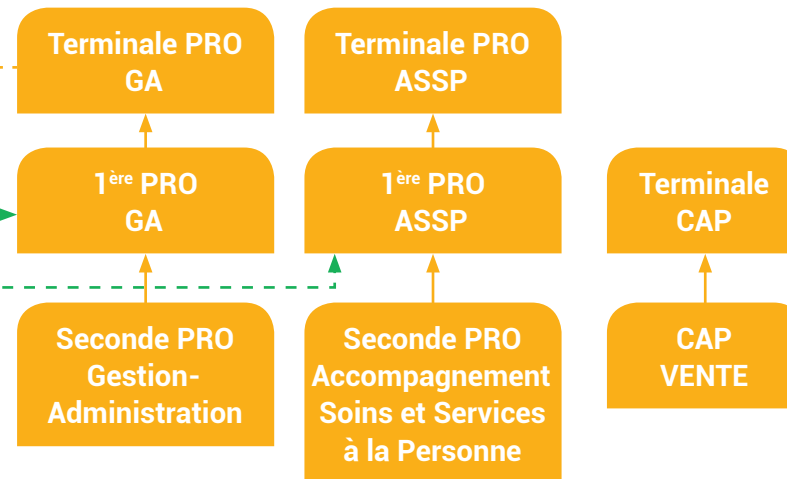 Terminale PRO
GA
Terminale PRO
ASSP
1ère PRO
GA
1ère PRO
ASSP
Terminale
CAP
Seconde PRO
Gestion-
Administration
Seconde PRO
Accompagnement
Soins et Services
à la Personne
CAP
VENTE